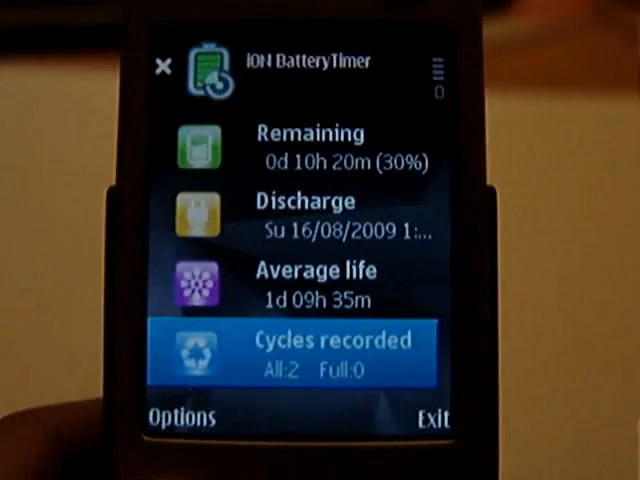 iON BatteryTimer
Remaining
0d 10h 20m (30%)
Discharge
Su 16/08/2009 1:...
Average life
1d 09h 35m
Cycles recorded
All:2 Full:0
Options Exit